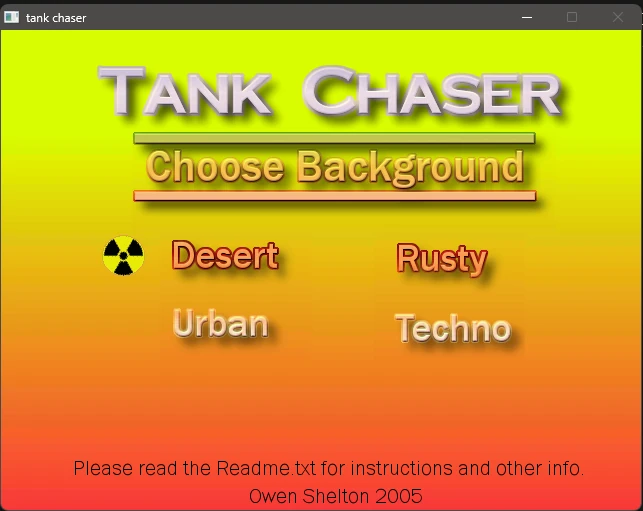 tank chaser
TANK CHASER
Choose Background
Desert
Rusty
Urban
Techno
Please read the Readme.txt for instructions and other info.
Owen Shelton 2005